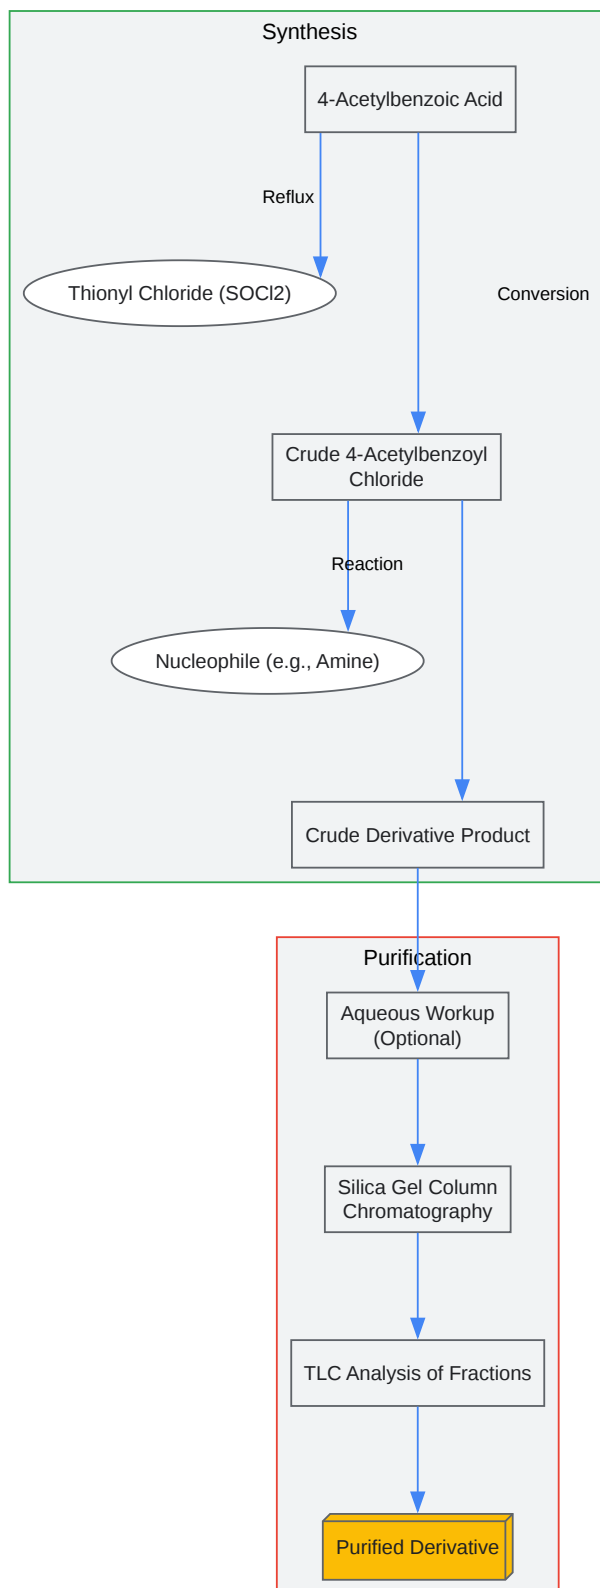 Synthesis
4-Acetylbenzoic Acid
Reflux
Thionyl Chloride (SOCl2)
Conversion
Crude 4-Acetylbenzoyl
Chloride
Reaction
Nucleophile (e.g., Amine)
Crude Derivative Product
Purification
Aqueous Workup
(Optional)
Silica Gel Column
Chromatography
TLC Analysis of Fractions
Purified Derivative